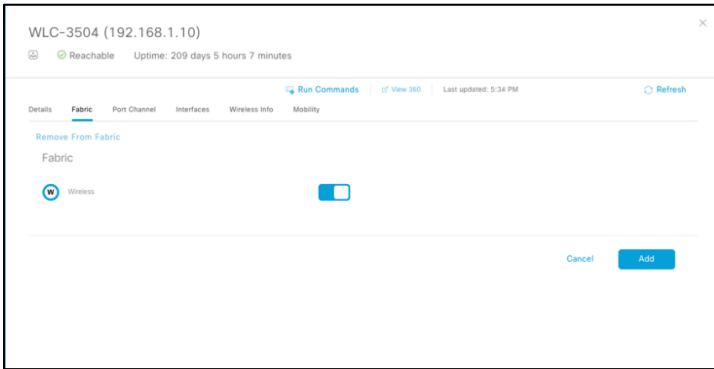 WLC-3504 (192.168.1.10)
Reachable Uptime: 209 days 5 hours 7 minutes
Run Commands View 360 Last updated: 5:34 PM Refresh
Details Fabric Port Channel Interfaces Wireless Info Mobility
Remove From Fabric
Fabric
W Wireless
Cancel Add